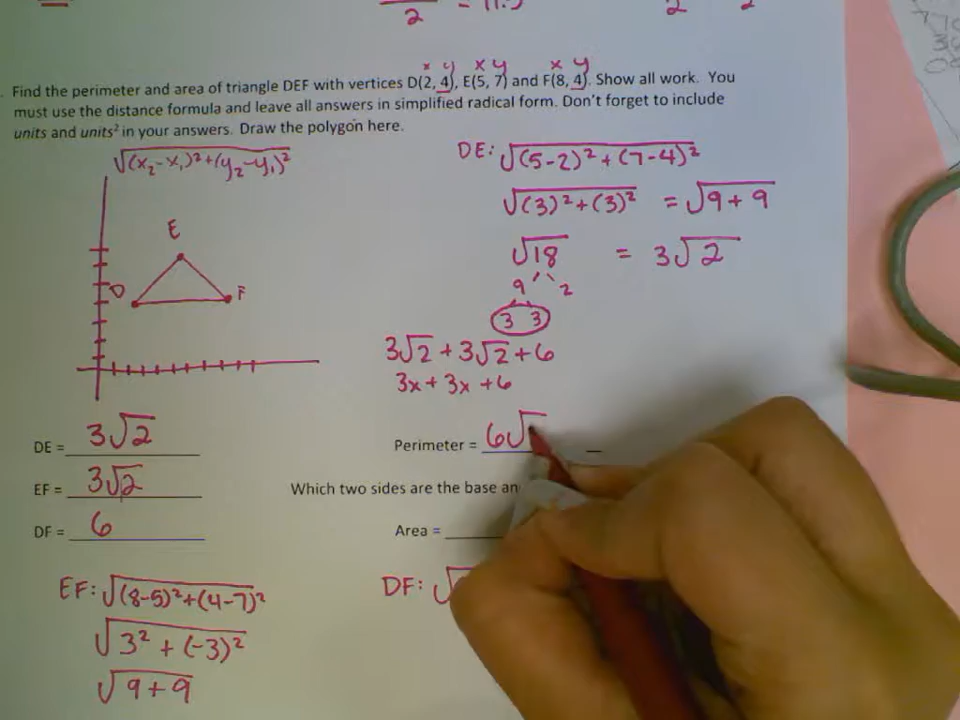 2 = 11.5
2 2
x y x y x y
. Find the perimeter and area of triangle DEF with vertices D(2, 4), E(5, 7) and F(8, 4). Show all work. You
must use the distance formula and leave all answers in simplified radical form. Don't forget to include
units and units² in your answers. Draw the polygon here.
√(x₂-x₁)²+(y₂-y₁)²
DE: √(5-2)²+(7-4)²
√(3)²+(3)² = √9+9
E
√18 = 3√2
D F
9 2
3 3
3√2+3√2+6
3x+3x+6
DE = 3√2
Perimeter = 6√
EF = 3√2
Which two sides are the base an
DF = 6
Area =
EF: √(8-5)²+(4-7)²
DF: √
√3²+(-3)²
√9+9